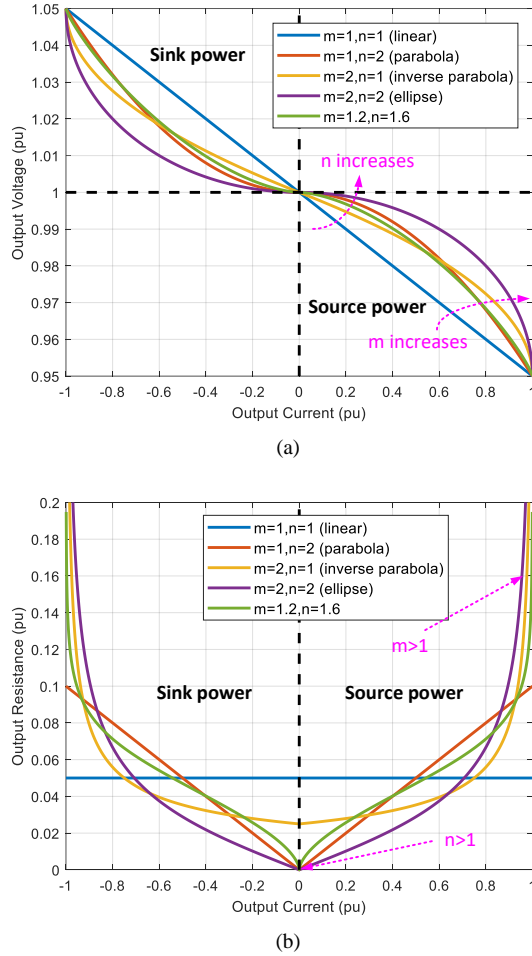 1.05
1.04
1.03
1.02
1.01
1
0.99
0.98
0.97
0.96
0.95
Output Voltage (pu)
Sink power
m=1,n=1 (linear)
m=1,n=2 (parabola)
m=2,n=1 (inverse parabola)
m=2,n=2 (ellipse)
m=1.2,n=1.6
n increases
Source power
m increases
-1 -0.8 -0.6 -0.4 -0.2 0 0.2 0.4 0.6 0.8 1
Output Current (pu)
(a)
0.2
0.18
0.16
0.14
0.12
0.1
0.08
0.06
0.04
0.02
0
Output Resistance (pu)
m=1,n=1 (linear)
m=1,n=2 (parabola)
m=2,n=1 (inverse parabola)
m=2,n=2 (ellipse)
m=1.2,n=1.6
m>1
Sink power
Source power
n>1
-1 -0.8 -0.6 -0.4 -0.2 0 0.2 0.4 0.6 0.8 1
Output Current (pu)
(b)